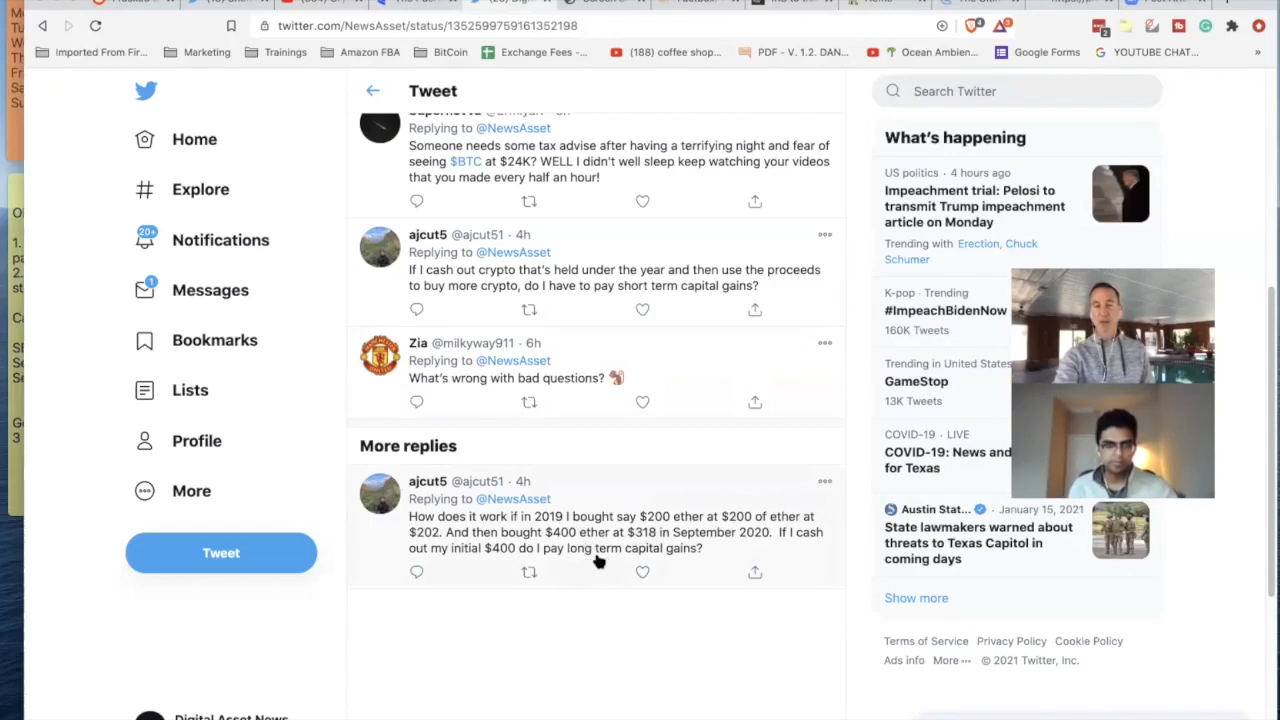 twitter.com/NewsAsset/status/1352599759161352198
4
3
2
Imported From Fir...
Marketing
Trainings
Amazon FBA
BitCoin
Exchange Fees -...
(188) coffee shop...
PDF - V. 1.2. DAN...
Ocean Ambien...
Google Forms
YOUTUBE CHAT...
»
Home
Explore
20+
Notifications
1
Messages
Bookmarks
Lists
Profile
More
Tweet
Digital Asset News
Tweet
Replying to @NewsAsset
Someone needs some tax advise after having a terrifying night and fear of
seeing $BTC at $24K? WELL I didn't well sleep keep watching your videos
that you made every half an hour!
ajcut5 @ajcut51 · 4h
Replying to @NewsAsset
If I cash out crypto that's held under the year and then use the proceeds
to buy more crypto, do I have to pay short term capital gains?
Zia @milkyway911 · 6h
Replying to @NewsAsset
What's wrong with bad questions? 🐿️
More replies
ajcut5 @ajcut51 · 4h
Replying to @NewsAsset
How does it work if in 2019 I bought say $200 ether at $200 of ether at
$202. And then bought $400 ether at $318 in September 2020. If I cash
out my initial $400 do I pay long term capital gains?
Search Twitter
What's happening
US politics · 4 hours ago
Impeachment trial: Pelosi to
transmit Trump impeachment
article on Monday
Trending with Erection, Chuck
Schumer
K-pop · Trending
#ImpeachBidenNow
160K Tweets
Trending in United States
GameStop
13K Tweets
COVID-19 · LIVE
COVID-19: News and
for Texas
Austin Stat... · January 15, 2021
State lawmakers warned about
threats to Texas Capitol in
coming days
Show more
Terms of Service Privacy Policy Cookie Policy
Ads info More··· © 2021 Twitter, Inc.